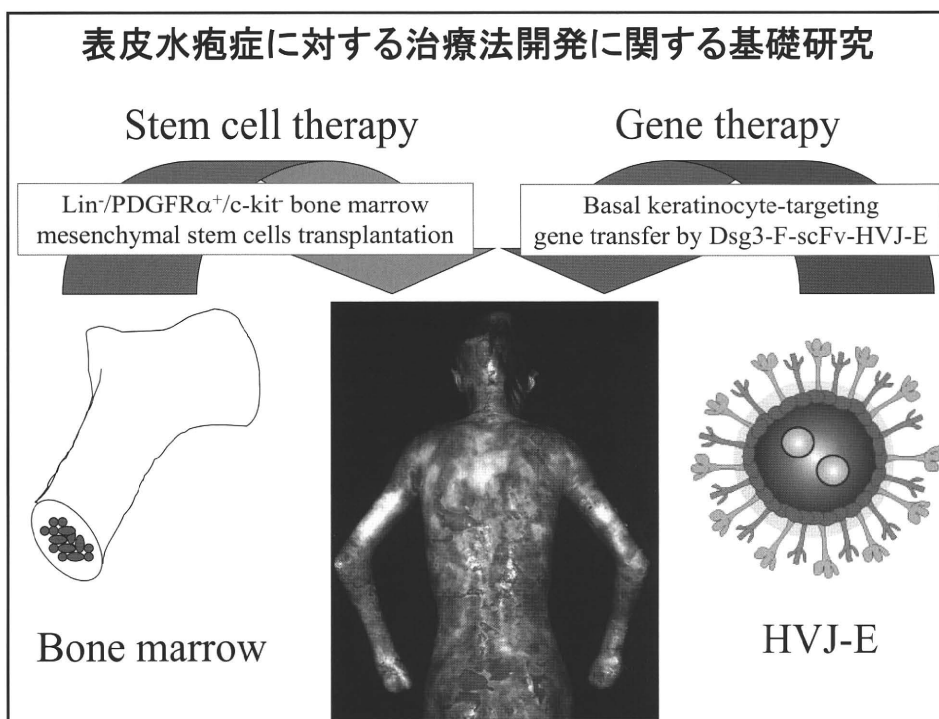 表皮水疱症に対する治療法開発に関する基礎研究
Stem cell therapy
Gene therapy
Lin⁻/PDGFRα⁺/c-kit⁻ bone marrow
mesenchymal stem cells transplantation
Basal keratinocyte-targeting
gene transfer by Dsg3-F-scFv-HVJ-E
Bone marrow
HVJ-E